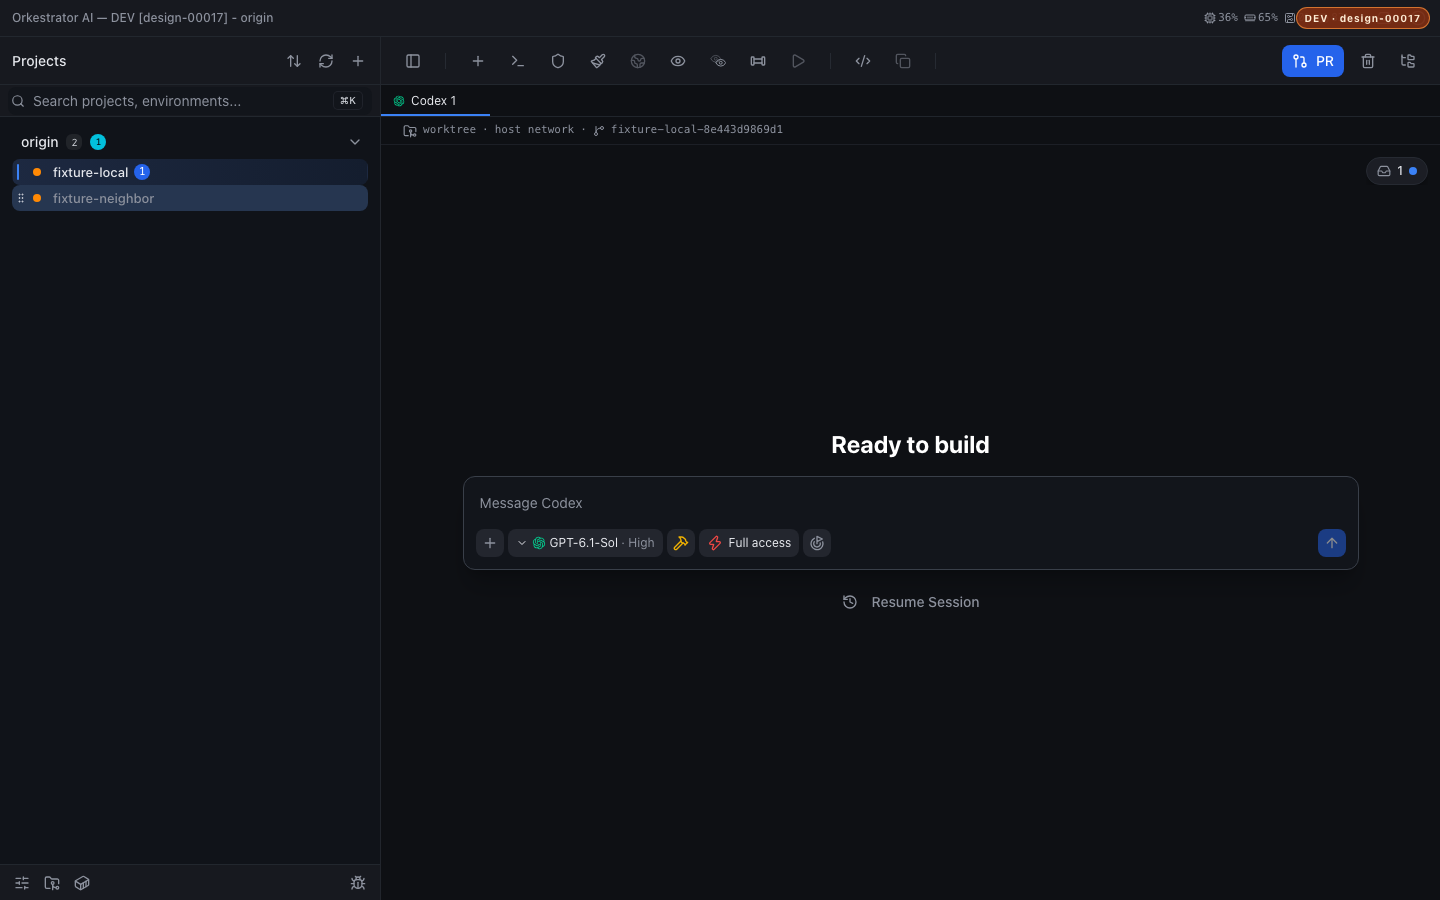 Orkestrator AI — DEV [design-00017] - origin
36% 65% DEV · design-00017
Projects
PR
Search projects, environments... ⌘K
Codex 1
worktree · host network · fixture-local-8e443d9869d1
origin 2 1
fixture-local 1
fixture-neighbor
1
Ready to build
Message Codex
GPT-6.1-Sol · High
Full access
Resume Session